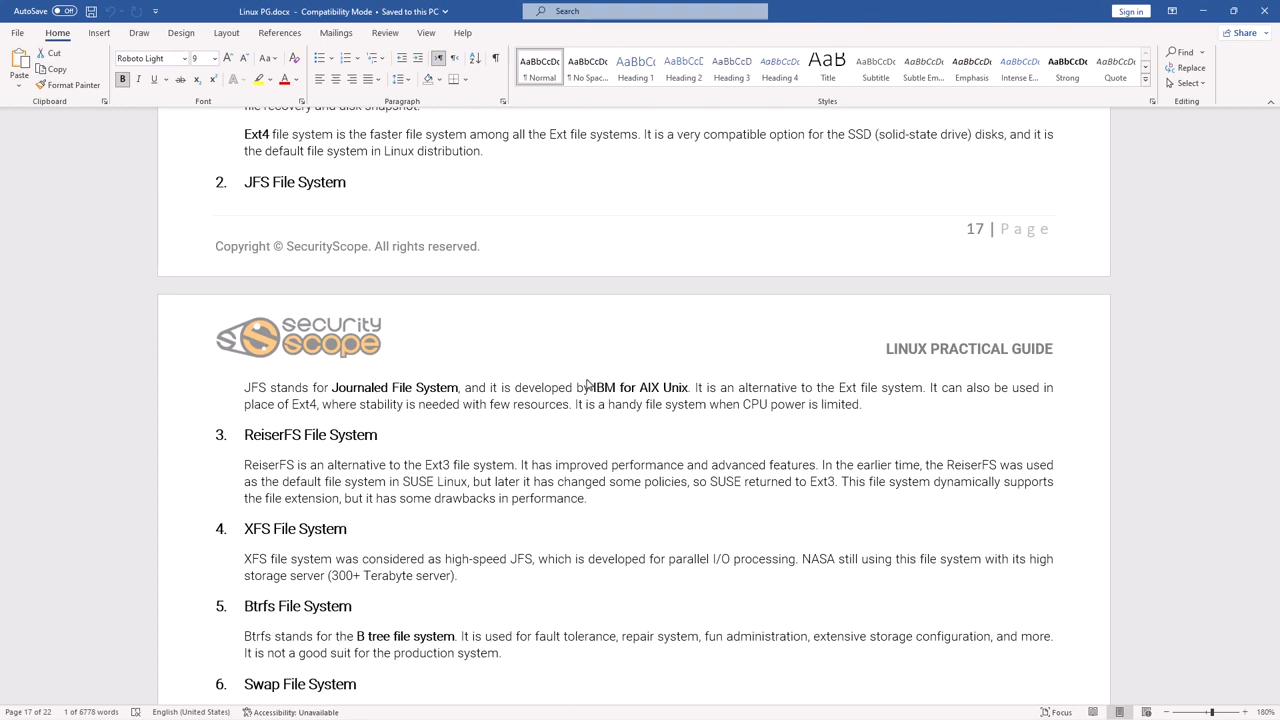 AutoSave Off Linux PG.docx - Compatibility Mode • Saved to this PC Search Sign in
File Home Insert Draw Design Layout References Mailings Review View Help Share
Paste Cut Copy Format Painter Clipboard
Roboto Light 9 Font
Paragraph
AaBbCcDc AaBbCcDc AaBbCc AaBbCcD AaBbCcD AaBbCcD AaB AaBbCcD AaBbCcDc AaBbCcDc AaBbCcDc AaBbCcDc AaBbCcDc
¶ Normal ¶ No Spac... Heading 1 Heading 2 Heading 3 Heading 4 Title Subtitle Subtle Em... Emphasis Intense E... Strong Quote
Styles
Find Replace Select Editing
file recovery and disk snapshot.
Ext4 file system is the faster file system among all the Ext file systems. It is a very compatible option for the SSD (solid-state drive) disks, and it is
the default file system in Linux distribution.
2. JFS File System
17 | Page
Copyright © SecurityScope. All rights reserved.
security
scope
LINUX PRACTICAL GUIDE
JFS stands for Journaled File System, and it is developed by IBM for AIX Unix. It is an alternative to the Ext file system. It can also be used in
place of Ext4, where stability is needed with few resources. It is a handy file system when CPU power is limited.
3. ReiserFS File System
ReiserFS is an alternative to the Ext3 file system. It has improved performance and advanced features. In the earlier time, the ReiserFS was used
as the default file system in SUSE Linux, but later it has changed some policies, so SUSE returned to Ext3. This file system dynamically supports
the file extension, but it has some drawbacks in performance.
4. XFS File System
XFS file system was considered as high-speed JFS, which is developed for parallel I/O processing. NASA still using this file system with its high
storage server (300+ Terabyte server).
5. Btrfs File System
Btrfs stands for the B tree file system. It is used for fault tolerance, repair system, fun administration, extensive storage configuration, and more.
It is not a good suit for the production system.
6. Swap File System
Page 17 of 22 1 of 6778 words English (United States) Accessibility: Unavailable Focus 180%